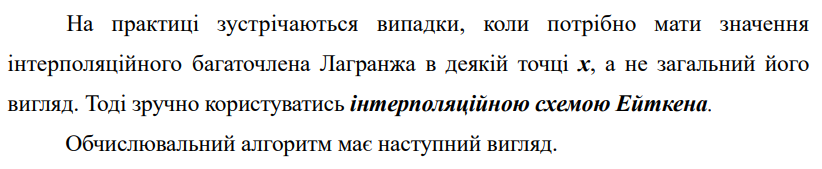 На практиці зустрічаються випадки, коли потрібно мати значення
інтерполяційного багаточлена Лагранжа в деякій точці x, а не загальний його
вигляд. Тоді зручно користуватись інтерполяційною схемою Ейткена.
Обчислювальний алгоритм має наступний вигляд.